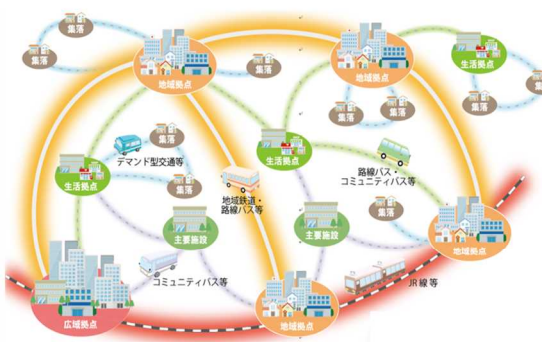 集落
集落
地域拠点
集落
地域拠点
生活拠点
集落
集落
集落
集落
集落
デマンド型交通等
生活拠点
集落
生活拠点
路線バス・
コミュニティバス等
地域鉄道・
路線バス等
集落
主要施設
主要施設
地域拠点
コミュニティバス等
JR線等
広域拠点
地域拠点